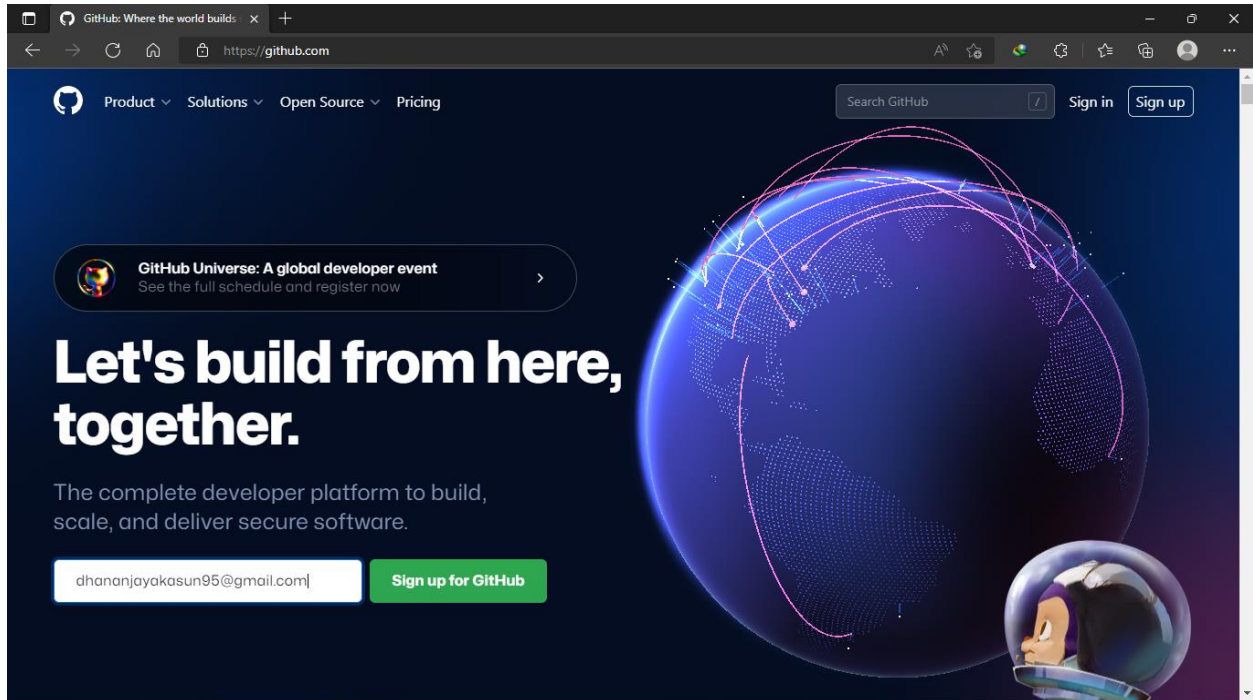 GitHub: Where the world builds
https://github.com
Product
Solutions
Open Source
Pricing
Search GitHub
/
Sign in
Sign up
GitHub Universe: A global developer event
See the full schedule and register now
Let's build from here,
together.
The complete developer platform to build,
scale, and deliver secure software.
dhananjayakasun95@gmail.com
Sign up for GitHub